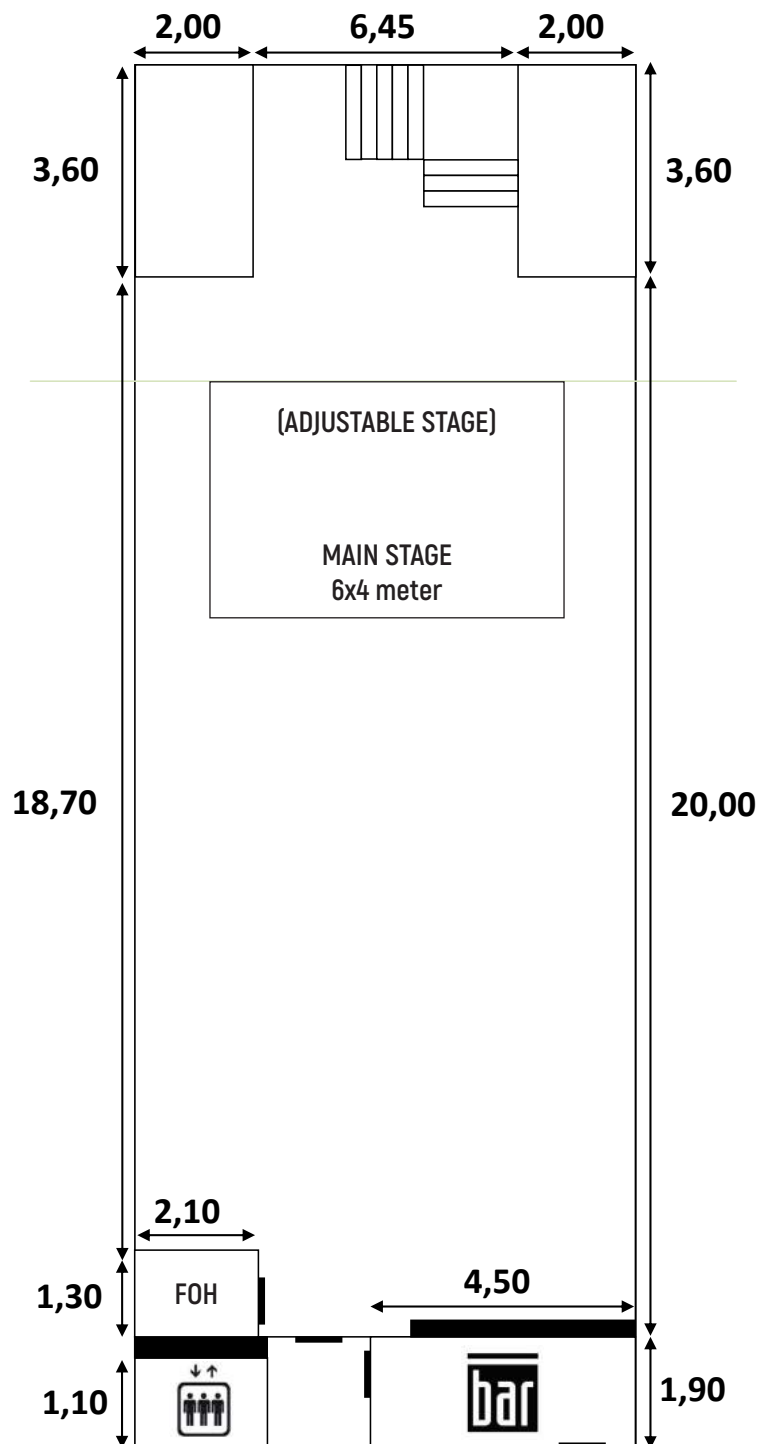 2,00 6,45 2,00
3,60 3,60
(ADJUSTABLE STAGE)
MAIN STAGE
6x4 meter
18,70 20,00
2,10
1,30 FOH 4,50
1,10 bar 1,90